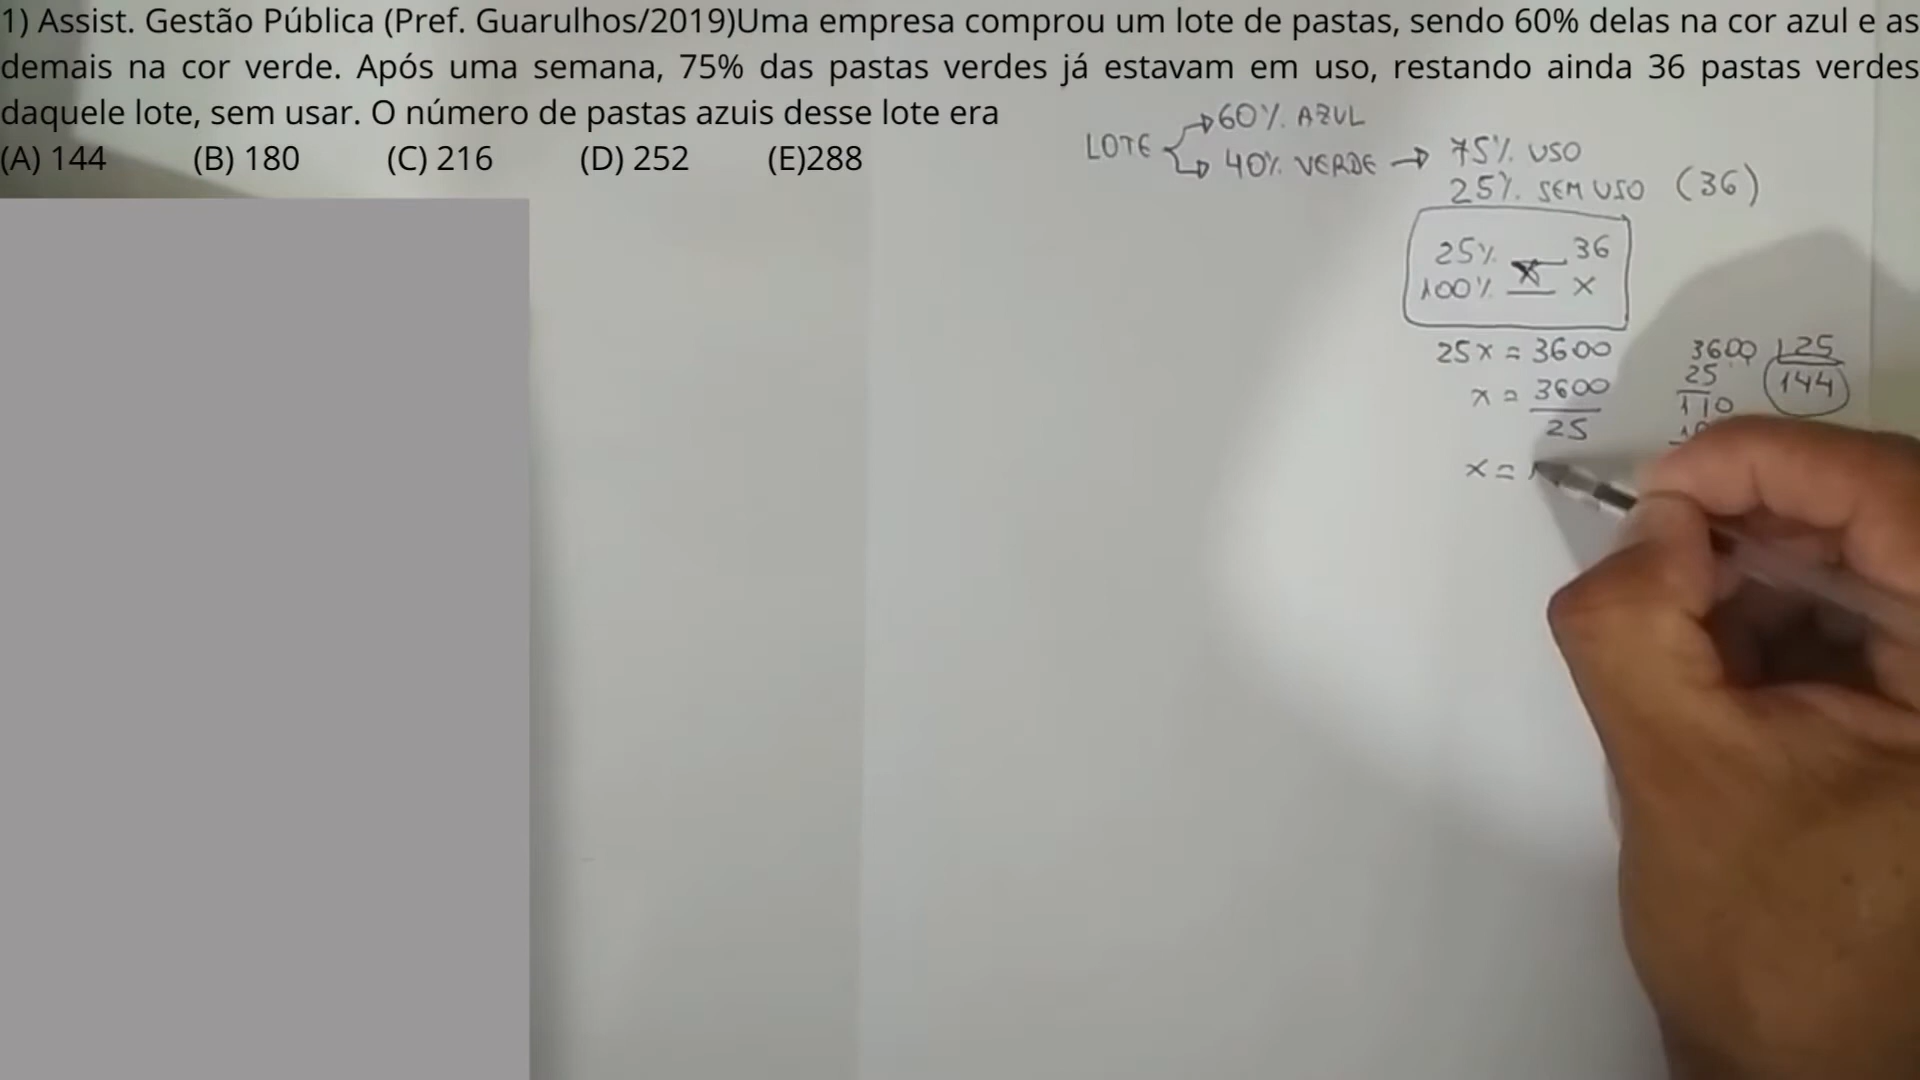 1) Assist. Gestão Pública (Pref. Guarulhos/2019)Uma empresa comprou um lote de pastas, sendo 60% delas na cor azul e as
demais na cor verde. Após uma semana, 75% das pastas verdes já estavam em uso, restando ainda 36 pastas verdes
daquele lote, sem usar. O número de pastas azuis desse lote era
(A) 144 (B) 180 (C) 216 (D) 252 (E)288
LOTE
60% AZUL
40% VERDE
75% USO
25% SEM USO (36)
25% 36
100% x
25x = 3600
x = 3600
25
x =
3600 25
25 144
110